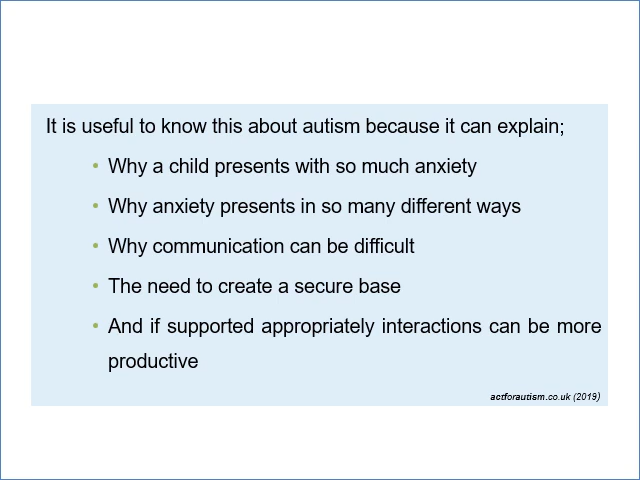 It is useful to know this about autism because it can explain;
• Why a child presents with so much anxiety
• Why anxiety presents in so many different ways
• Why communication can be difficult
• The need to create a secure base
• And if supported appropriately interactions can be more
productive
actforautism.co.uk (2019)